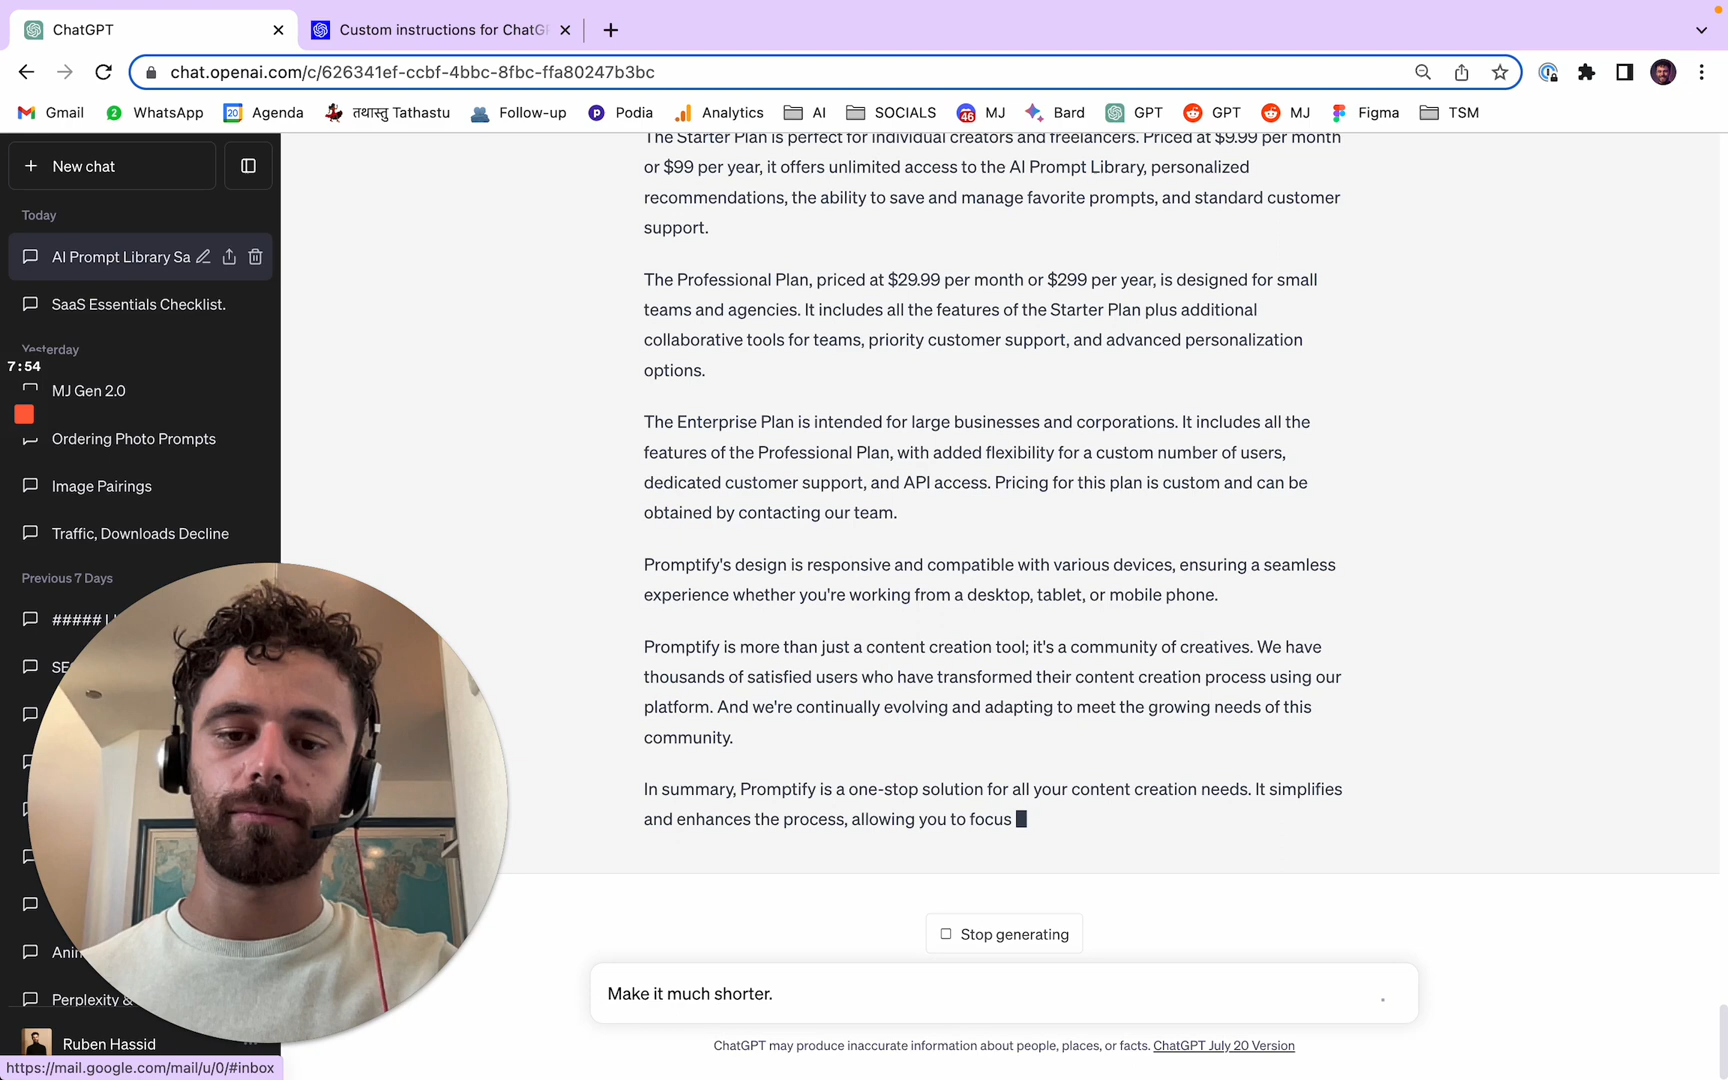 ChatGPT
Custom instructions for ChatG
chat.openai.com/c/626341ef-ccbf-4bbc-8fbc-ffa80247b3bc
Gmail
2 WhatsApp
20 Agenda
तथास्तु Tathastu
Follow-up
Podia
Analytics
AI
SOCIALS
46 MJ
Bard
GPT
GPT
MJ
Figma
TSM
New chat
Today
AI Prompt Library Sa
SaaS Essentials Checklist.
Yesterday
7:54
MJ Gen 2.0
Ordering Photo Prompts
Image Pairings
Traffic, Downloads Decline
Previous 7 Days
#####
SE
Anin
Perplexity &
Ruben Hassid
https://mail.google.com/mail/u/0/#inbox
The Starter Plan is perfect for individual creators and freelancers. Priced at $9.99 per month
or $99 per year, it offers unlimited access to the AI Prompt Library, personalized
recommendations, the ability to save and manage favorite prompts, and standard customer
support.
The Professional Plan, priced at $29.99 per month or $299 per year, is designed for small
teams and agencies. It includes all the features of the Starter Plan plus additional
collaborative tools for teams, priority customer support, and advanced personalization
options.
The Enterprise Plan is intended for large businesses and corporations. It includes all the
features of the Professional Plan, with added flexibility for a custom number of users,
dedicated customer support, and API access. Pricing for this plan is custom and can be
obtained by contacting our team.
Promptify's design is responsive and compatible with various devices, ensuring a seamless
experience whether you're working from a desktop, tablet, or mobile phone.
Promptify is more than just a content creation tool; it's a community of creatives. We have
thousands of satisfied users who have transformed their content creation process using our
platform. And we're continually evolving and adapting to meet the growing needs of this
community.
In summary, Promptify is a one-stop solution for all your content creation needs. It simplifies
and enhances the process, allowing you to focus
Stop generating
Make it much shorter.
ChatGPT may produce inaccurate information about people, places, or facts. ChatGPT July 20 Version